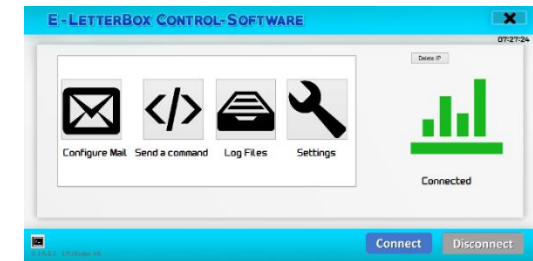 E-LetterBox Control-Software
07:27:24
Delete IP
Configure Mail Send a command Log Files Settings
Connected
Connect Disconnect